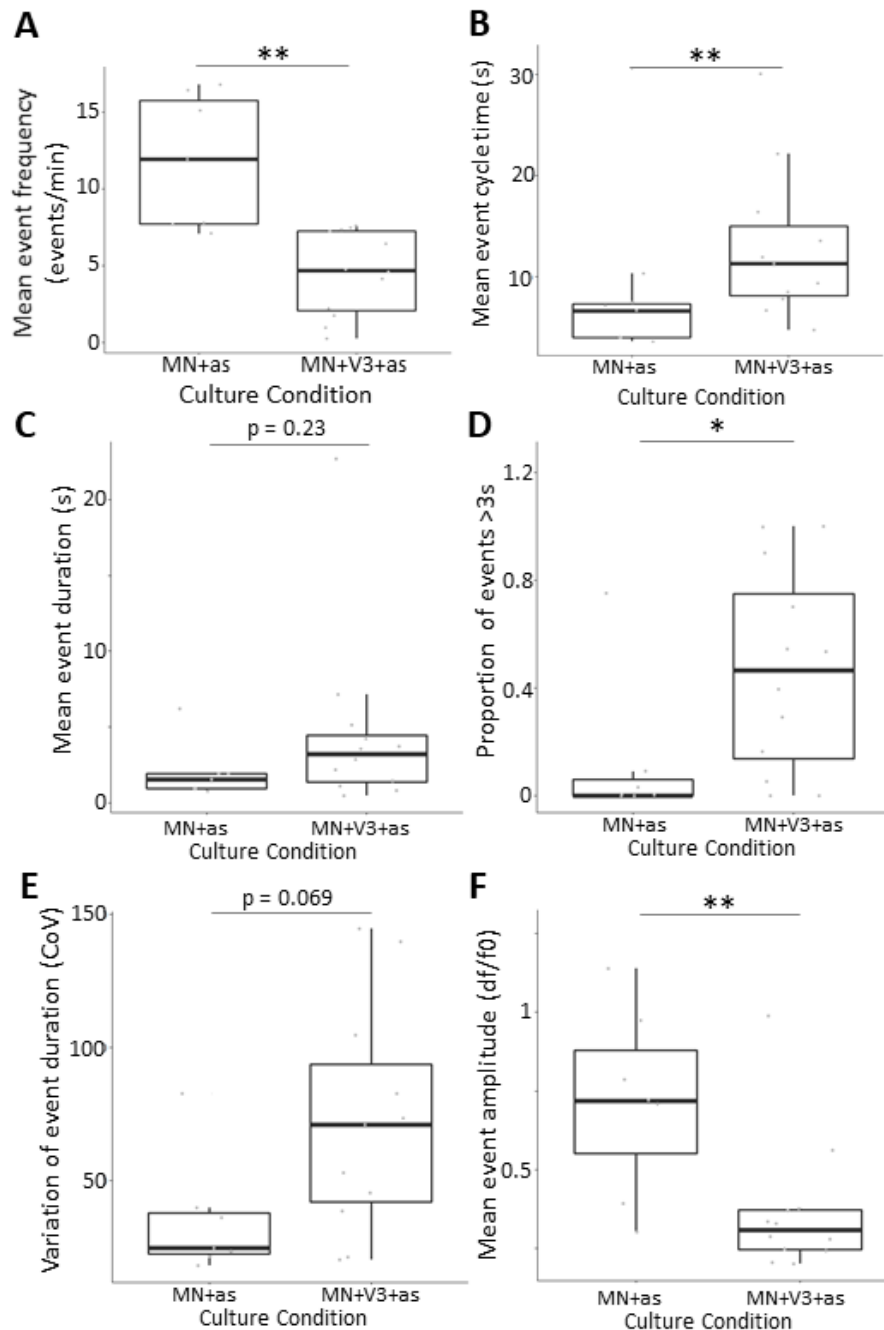 A
**
Mean event frequency
(events/min)
15
10
5
0
MN+as MN+V3+as
Culture Condition
B
**
Mean event cycle time (s)
30
20
10
MN+as MN+V3+as
Culture Condition
C
p = 0.23
Mean event duration (s)
20
10
0
MN+as MN+V3+as
Culture Condition
D
*
Proportion of events >3s
1.2
0.8
0.4
0
MN+as MN+V3+as
Culture Condition
E
p = 0.069
Variation of event duration (CoV)
150
100
50
MN+as MN+V3+as
Culture Condition
F
**
Mean event amplitude (df/f0)
1
0.5
MN+as MN+V3+as
Culture Condition